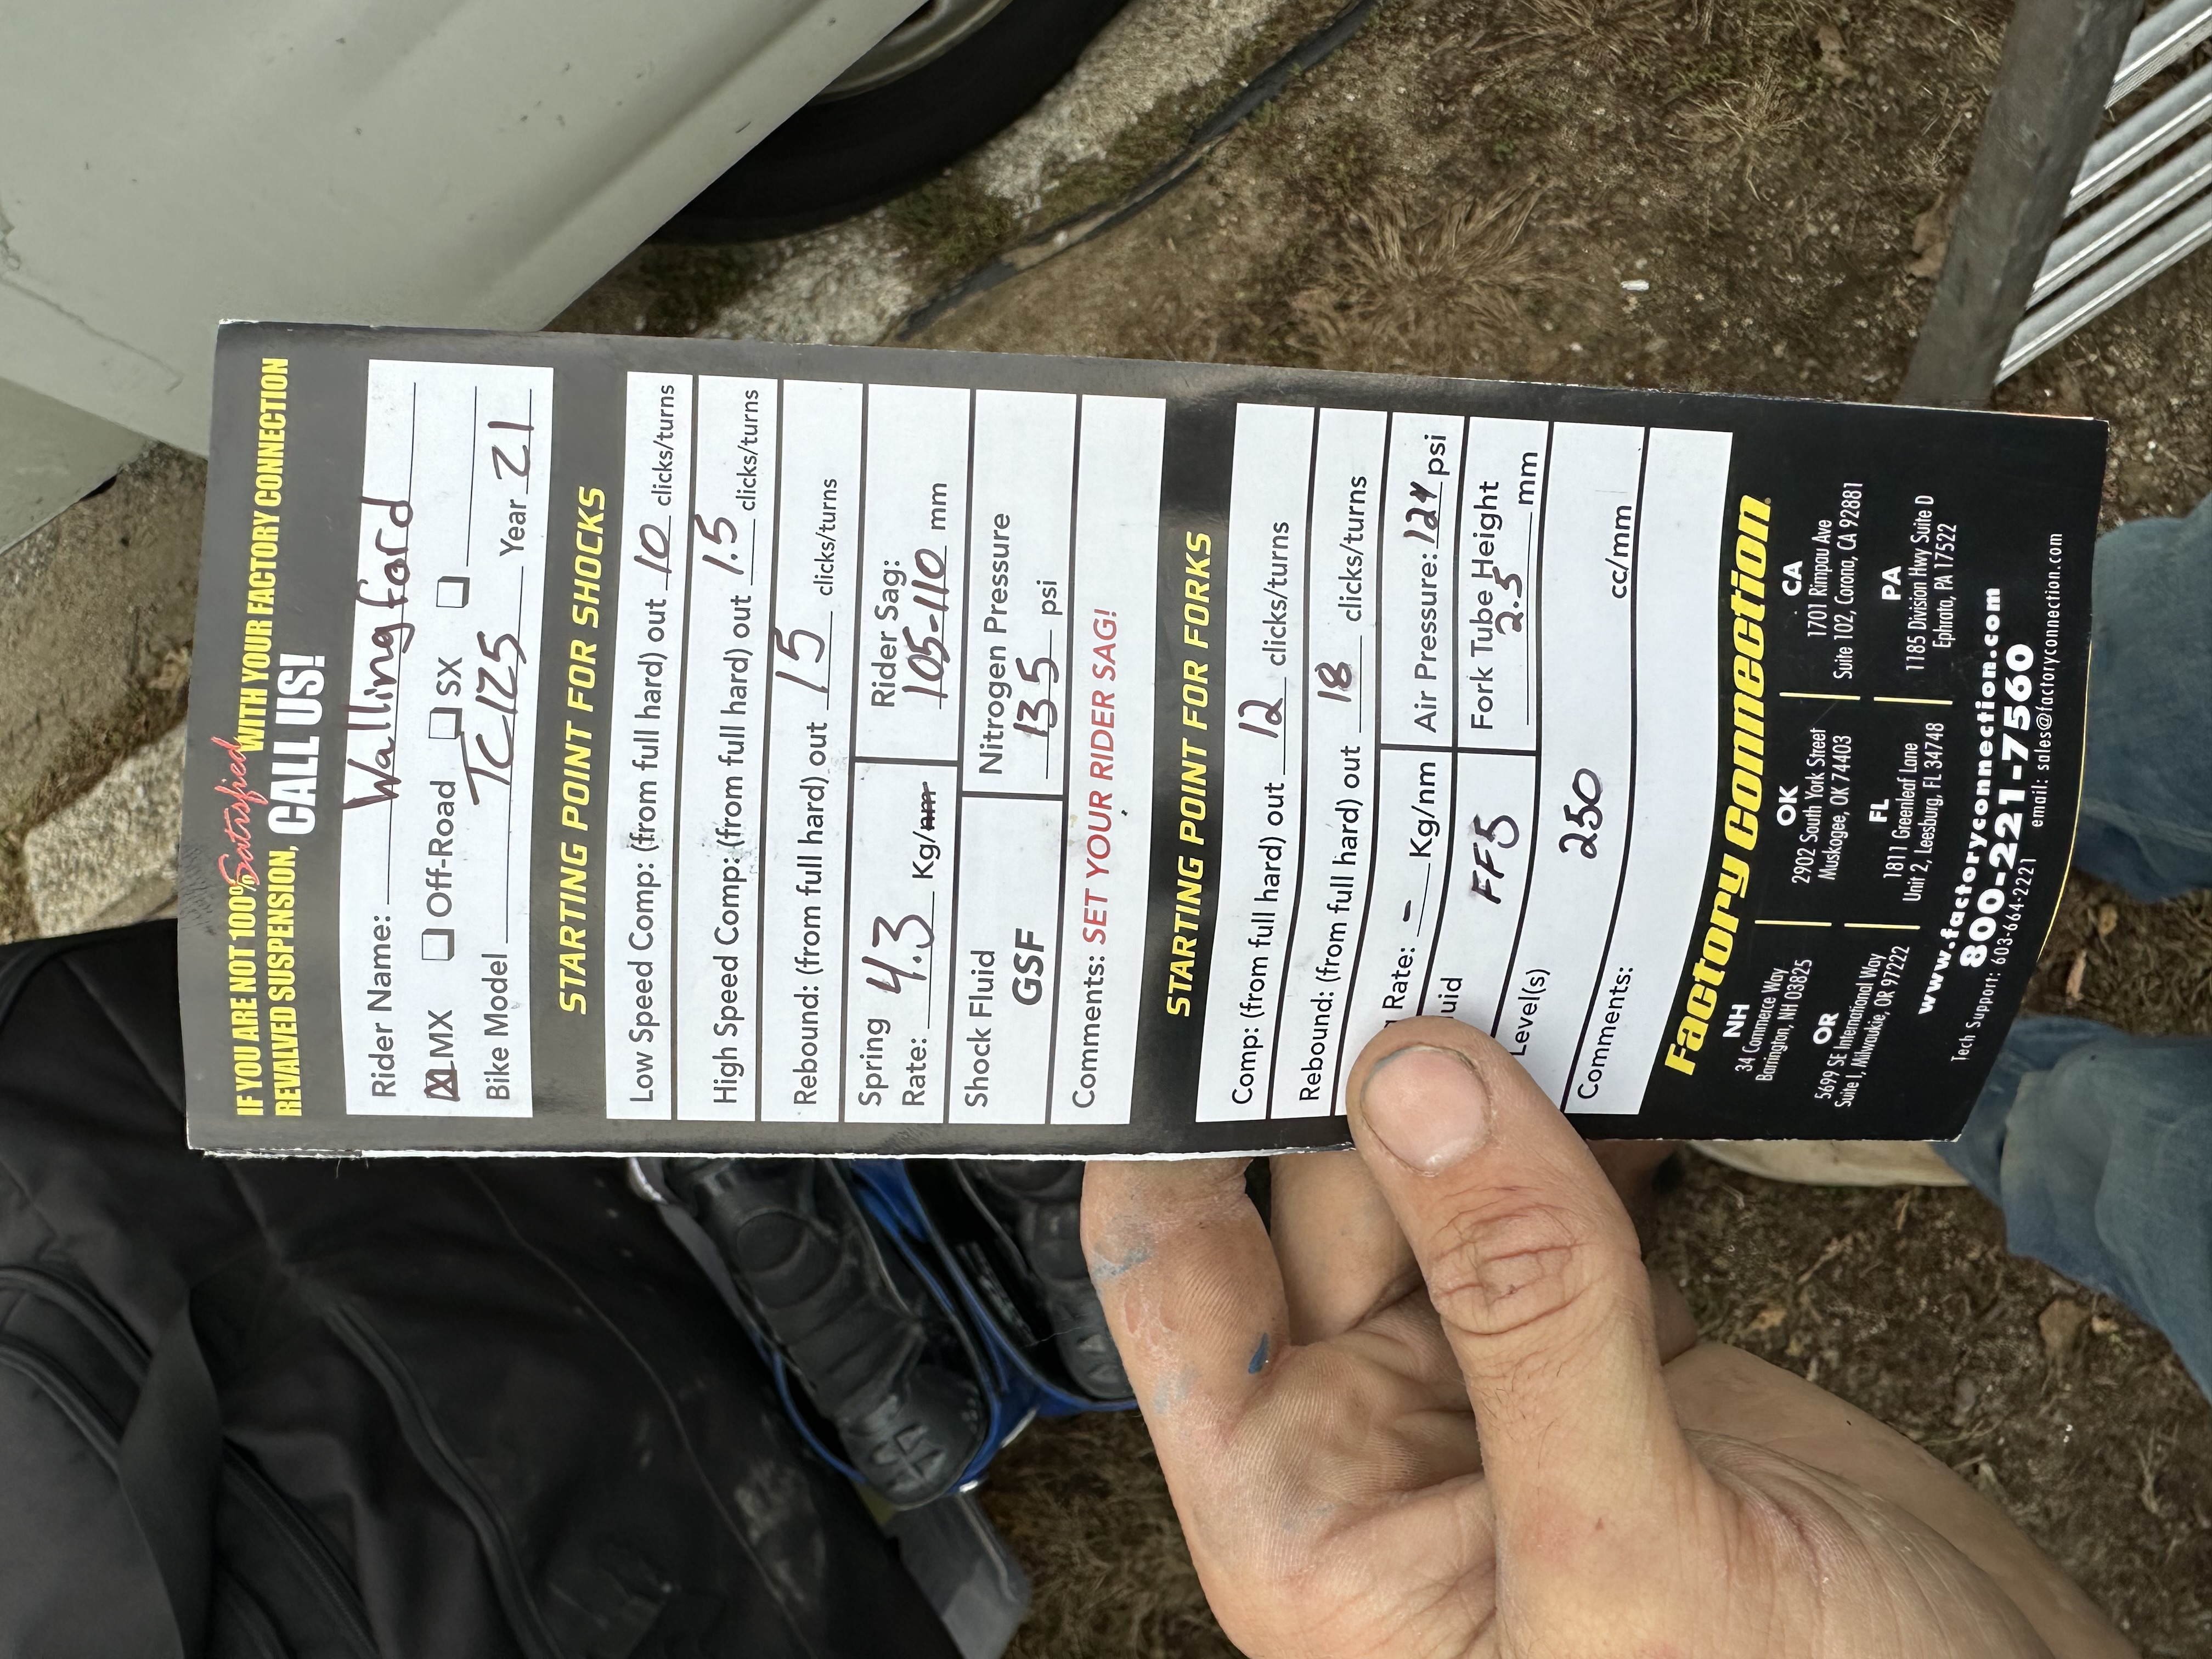 IF YOU ARE NOT 100% Satisfied WITH YOUR FACTORY CONNECTION
REVALVED SUSPENSION, CALL US!
Rider Name: Wallingford
☒ MX ☐ Off-Road ☐ SX ☐
Bike Model TC125 Year 21
STARTING POINT FOR SHOCKS
Low Speed Comp: (from full hard) out 10 clicks/turns
High Speed Comp: (from full hard) out 1.5 clicks/turns
Rebound: (from full hard) out 15 clicks/turns
Spring Rate: 4.3 Kg/mm
Rider Sag: 105-110 mm
Shock Fluid GSF
Nitrogen Pressure 135 psi
Comments: SET YOUR RIDER SAG!
STARTING POINT FOR FORKS
Comp: (from full hard) out 12 clicks/turns
Rebound: (from full hard) out 18 clicks/turns
Rate: - Kg/nm
Air Pressure: 124 psi
uid FF5
Fork Tube Height 2.5 mm
Level(s) 250 cc/mm
Comments:
Factory Connection
NH
34 Commerce Way
Barrington, NH 03825
OK
2902 South York Street
Muskogee, OK 74403
CA
1701 Rimpau Ave
Suite 102, Corona, CA 92881
OR
5699 SE International Way
Suite I, Milwaukie, OR 97222
FL
1811 Greenleaf Lane
Unit 2, Leesburg, FL 34748
PA
1185 Division Hwy Suite D
Ephrata, PA 17522
www.factoryconnection.com
800-221-7560
Tech Support: 603-664-2221 email: sales@factoryconnection.com